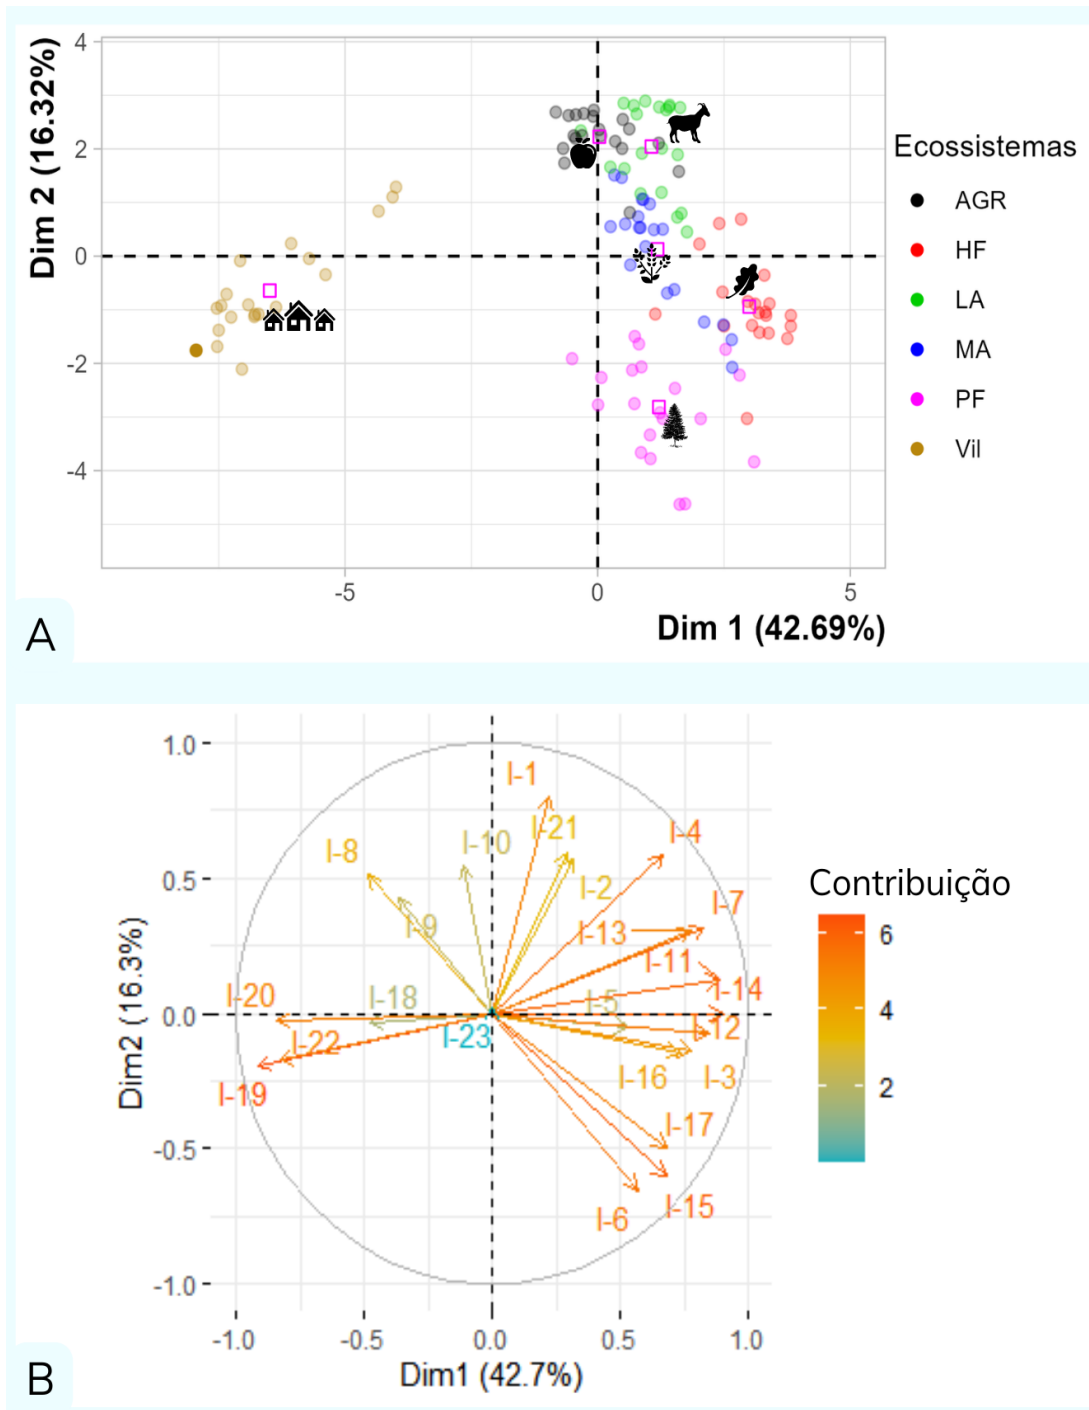 4
2
0
-2
-4
-5
0
5
Dim 2 (16.32%)
Dim 1 (42.69%)
Ecossistemas
AGR
HF
LA
MA
PF
Vil
A
1.0
0.5
0.0
-0.5
-1.0
-1.0
-0.5
0.0
0.5
1.0
Dim2 (16.3%)
Dim1 (42.7%)
I-1
I-21
I-4
I-10
I-8
I-2
I-7
I-9
I-13
I-11
I-14
I-20
I-18
I-5
I-22
I-23
I-12
I-16
I-3
I-19
I-17
I-15
I-6
Contribuição
6
4
2
B